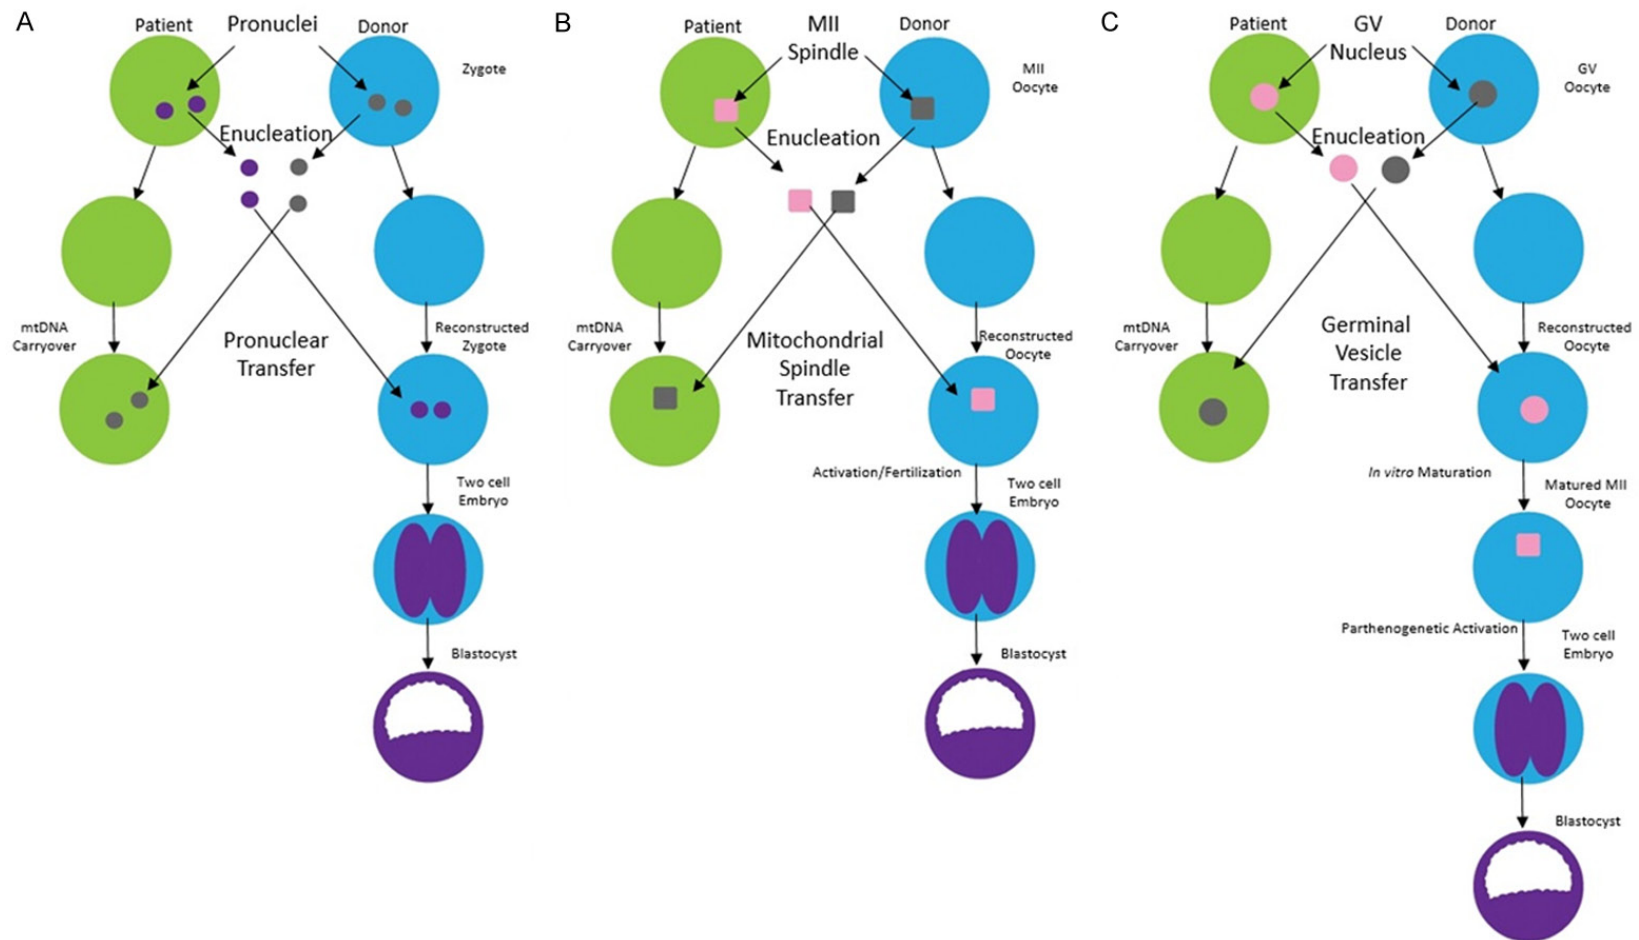 A
Patient
Pronuclei
Donor
Zygote
Enucleation
mtDNA
Carryover
Pronuclear
Transfer
Reconstructed
Zygote
Two cell
Embryo
Blastocyst
B
Patient
MII
Spindle
Donor
MII
Oocyte
Enucleation
mtDNA
Carryover
Mitochondrial
Spindle
Transfer
Reconstructed
Oocyte
Activation/Fertilization
Two cell
Embryo
Blastocyst
C
Patient
GV
Nucleus
Donor
GV
Oocyte
Enucleation
mtDNA
Carryover
Germinal
Vesicle
Transfer
Reconstructed
Oocyte
In vitro Maturation
Matured MII
Oocyte
Parthenogenetic Activation
Two cell
Embryo
Blastocyst